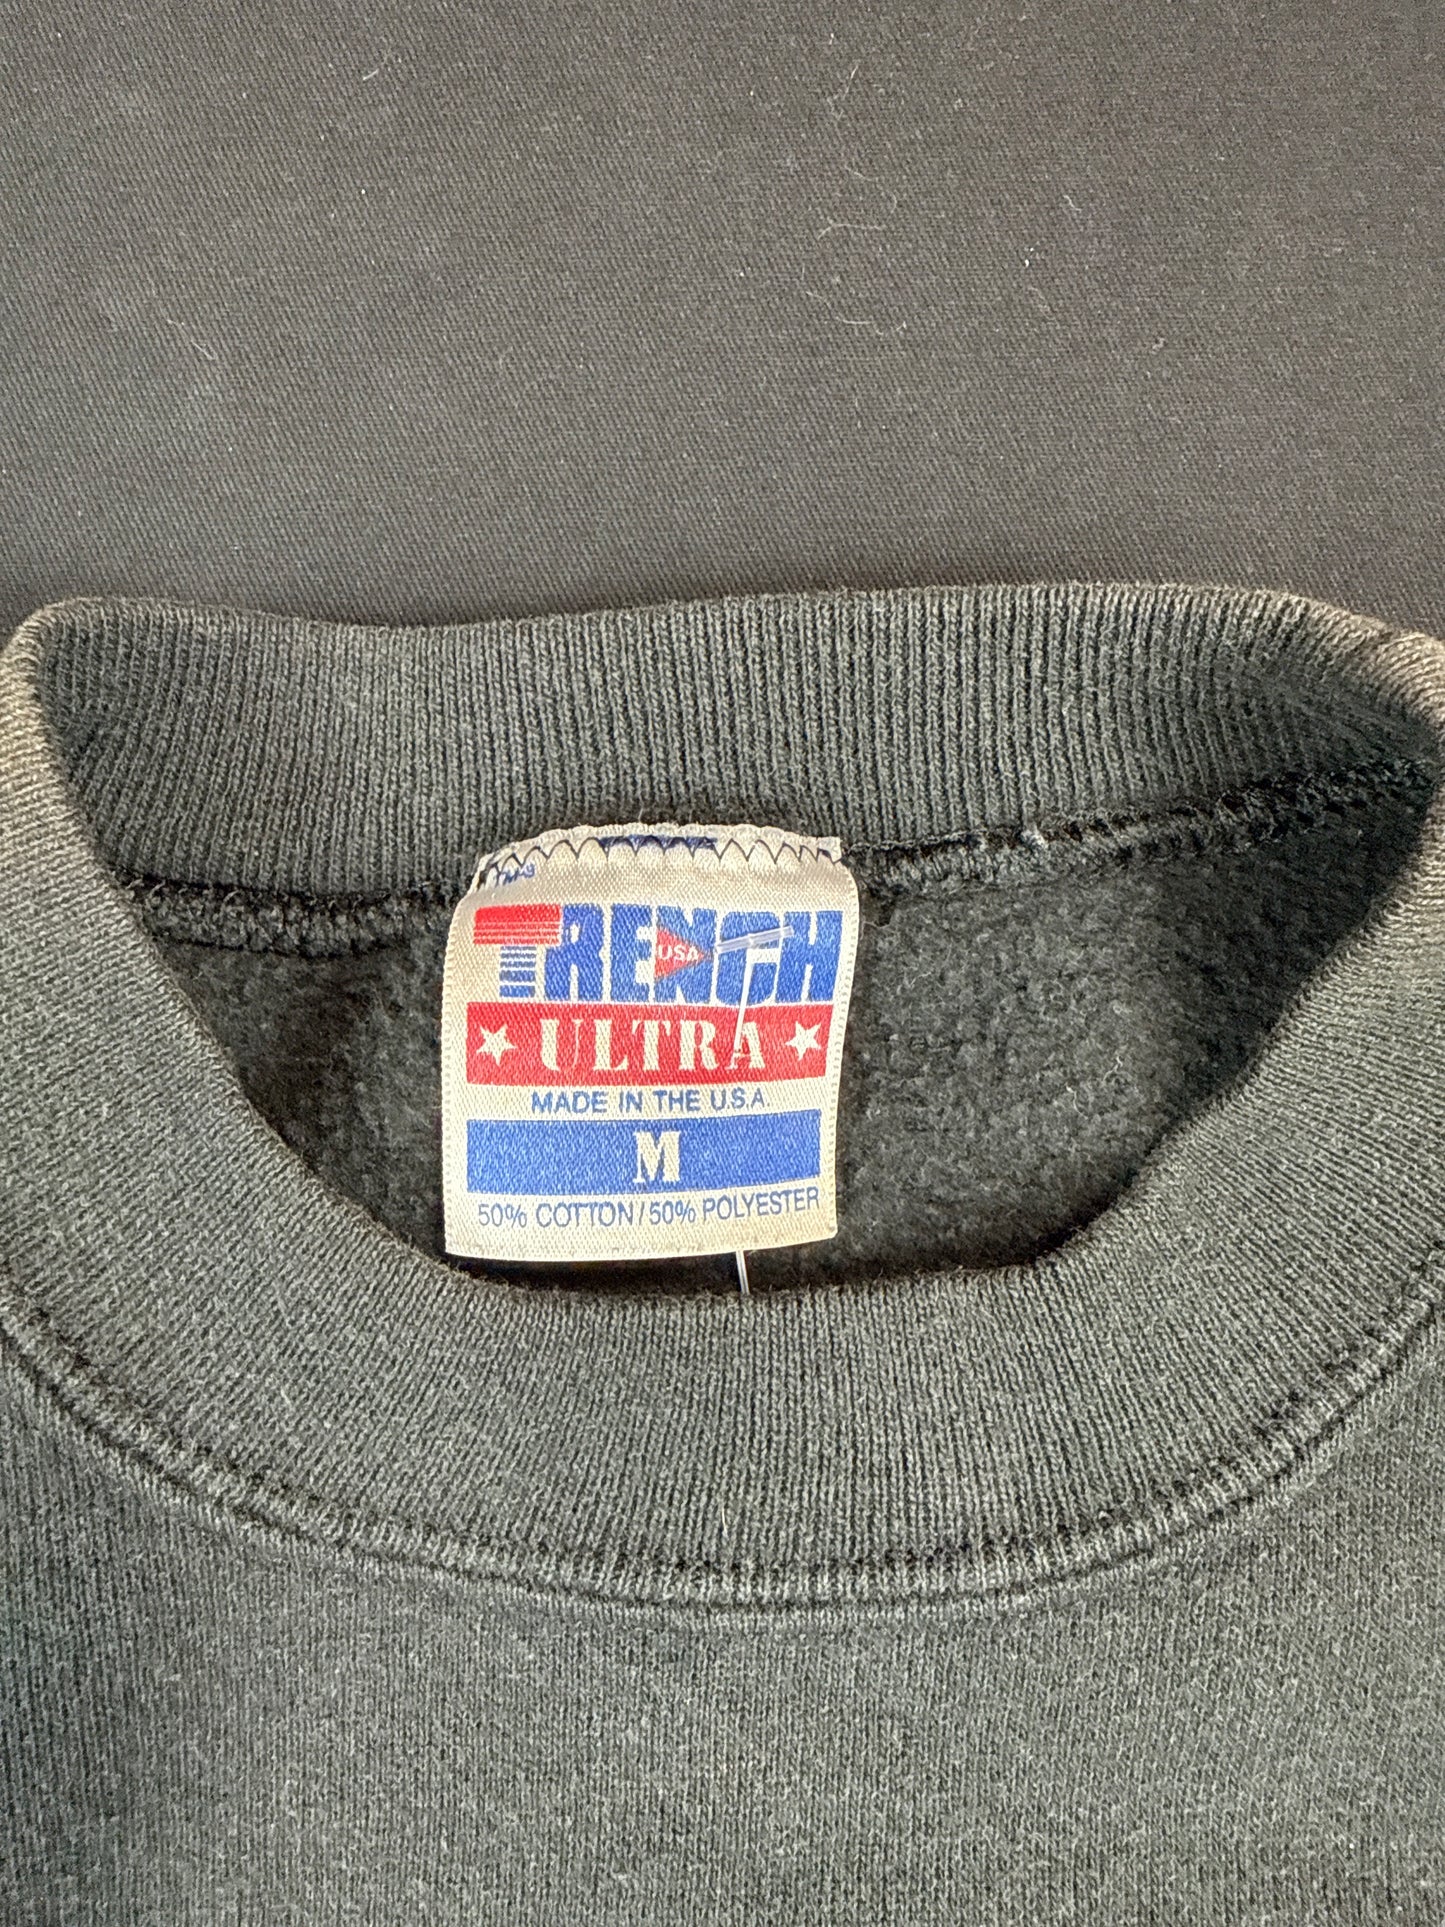 TRENCH
USA
ULTRA
MADE IN THE U.S.A.
M
50% COTTON/50% POLYESTER